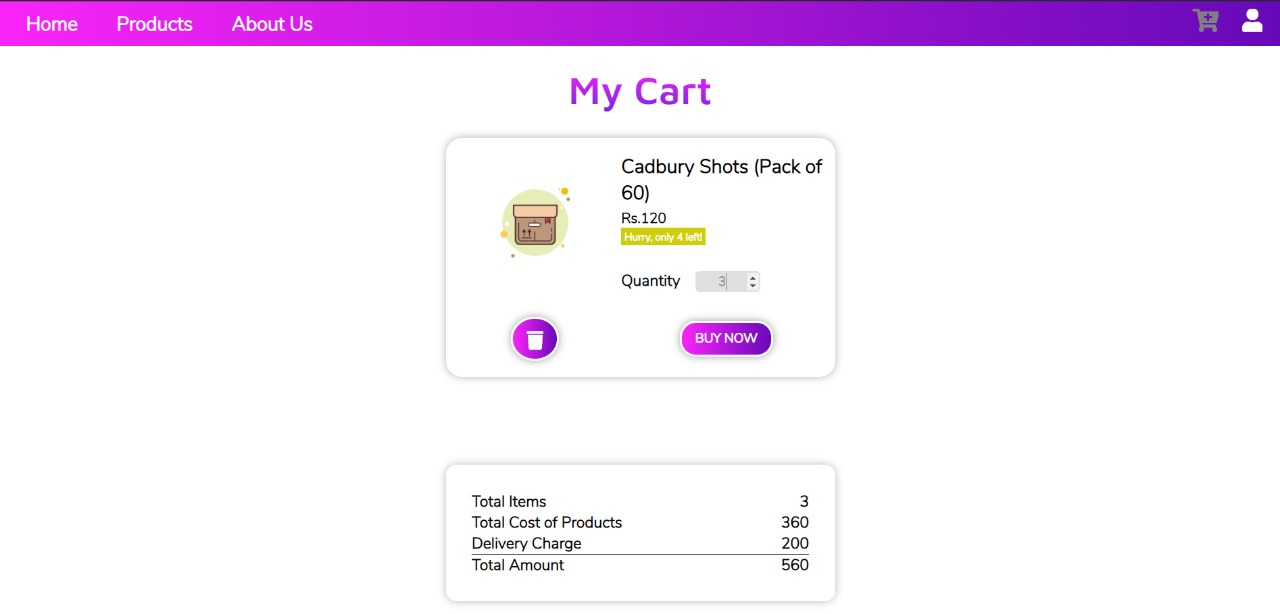 Home Products About Us
My Cart
Cadbury Shots (Pack of
60)
Rs.120
Hurry, only 4 left!
Quantity 3
BUY NOW
Total Items 3
Total Cost of Products 360
Delivery Charge 200
Total Amount 560